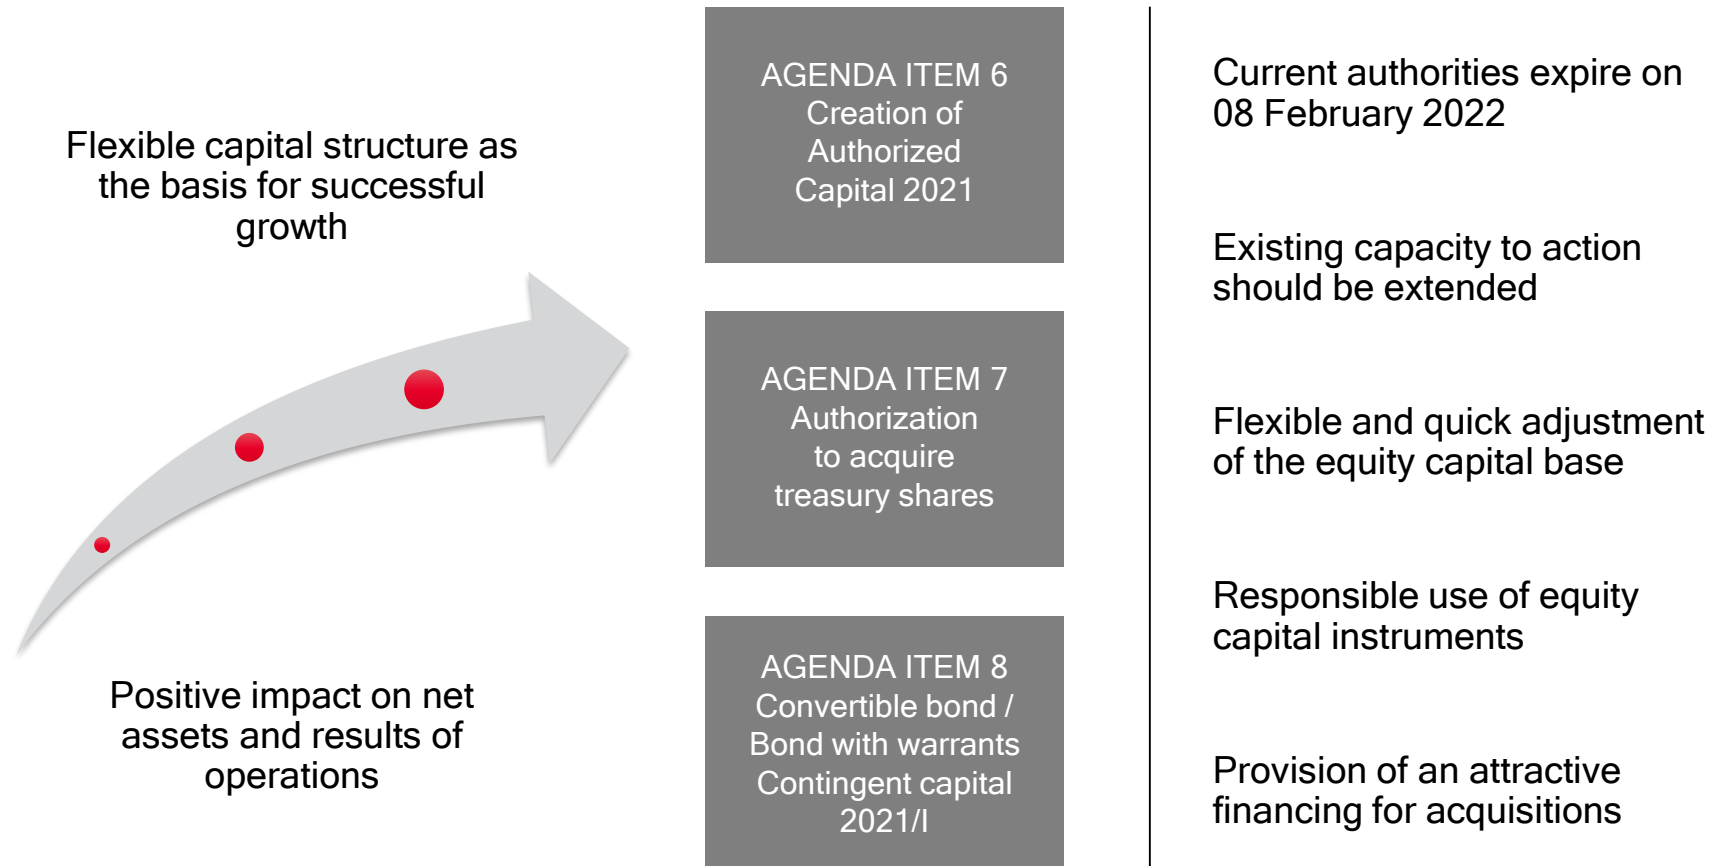 Flexible capital structure as
the basis for successful
growth
Positive impact on net
assets and results of
operations
AGENDA ITEM 6
Creation of
Authorized
Capital 2021
AGENDA ITEM 7
Authorization
to acquire
treasury shares
AGENDA ITEM 8
Convertible bond /
Bond with warrants
Contingent capital
2021/I
Current authorities expire on
08 February 2022
Existing capacity to action
should be extended
Flexible and quick adjustment
of the equity capital base
Responsible use of equity
capital instruments
Provision of an attractive
financing for acquisitions